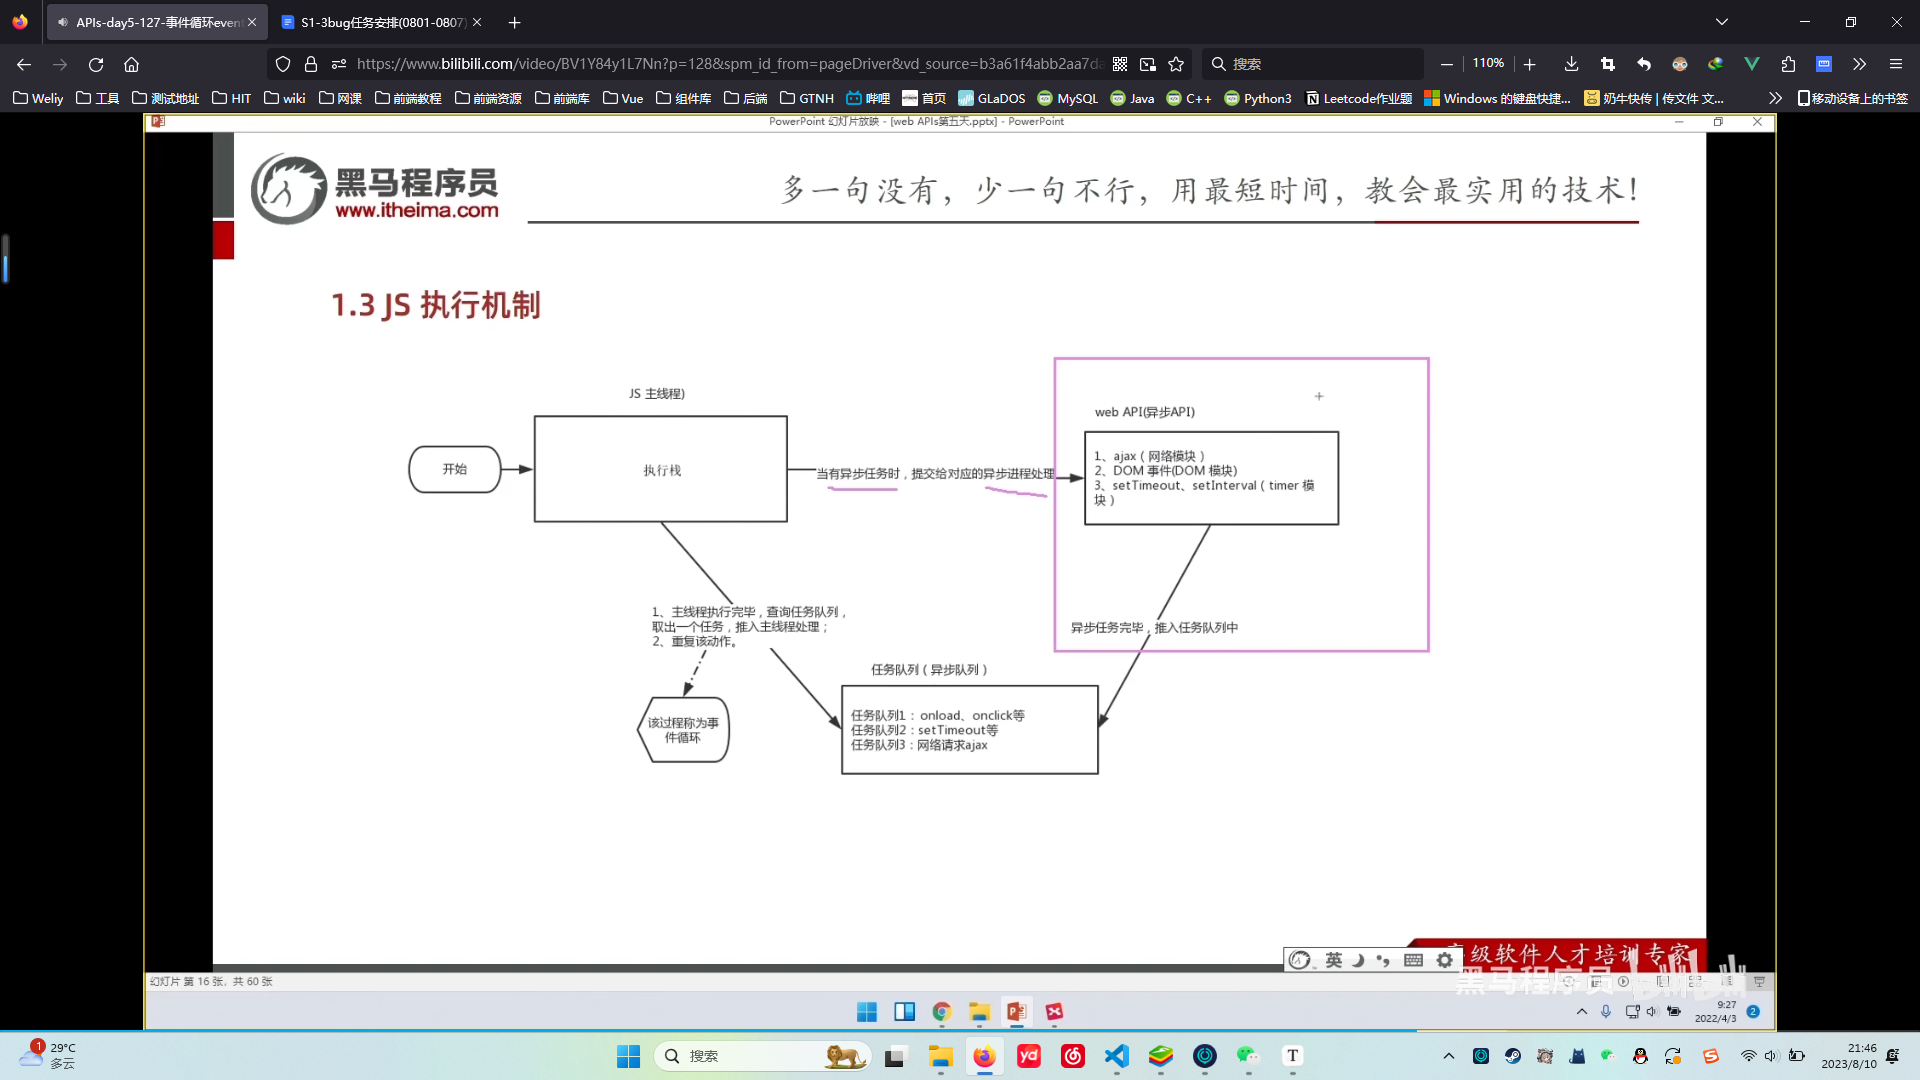 APIs-day5-127-事件循环even
S1-3bug任务安排(0801-0807)
https://www.bilibili.com/video/BV1Y84y1L7Nn?p=128&spm_id_from=pageDriver&vd_source=b3a61f4abb2aa7da
搜索
110%
Weliy 工具 测试地址 HIT wiki 网课 前端教程 前端资源 前端库 Vue 组件库 后端 GTNH 哔哩 首页 GLaDOS MySQL Java C++ Python3 Leetcode作业题 Windows 的键盘快捷... 奶牛快传 | 传文件 文... 移动设备上的书签
PowerPoint 幻灯片放映 - [web APIs第五天.pptx] - PowerPoint
黑马程序员
www.itheima.com
多一句没有，少一句不行，用最短时间，教会最实用的技术！
1.3 JS 执行机制
JS 主线程)
开始
执行栈
当有异步任务时，提交给对应的异步进程处理
web API(异步API)
1、ajax（网络模块）
2、DOM 事件(DOM 模块)
3、setTimeout、setInterval（timer 模
块）
1、主线程执行完毕，查询任务队列，
取出一个任务，推入主线程处理；
2、重复该动作。
异步任务完毕，推入任务队列中
该过程称为事
件循环
任务队列（异步队列）
任务队列1： onload、onclick等
任务队列2：setTimeout等
任务队列3：网络请求ajax
级软件人才培训专家
英
黑马程序员 bilibili
幻灯片 第 16 张，共 60 张
9:27
2022/4/3
2
1
29°C
多云
搜索
yd
T
21:46
2023/8/10